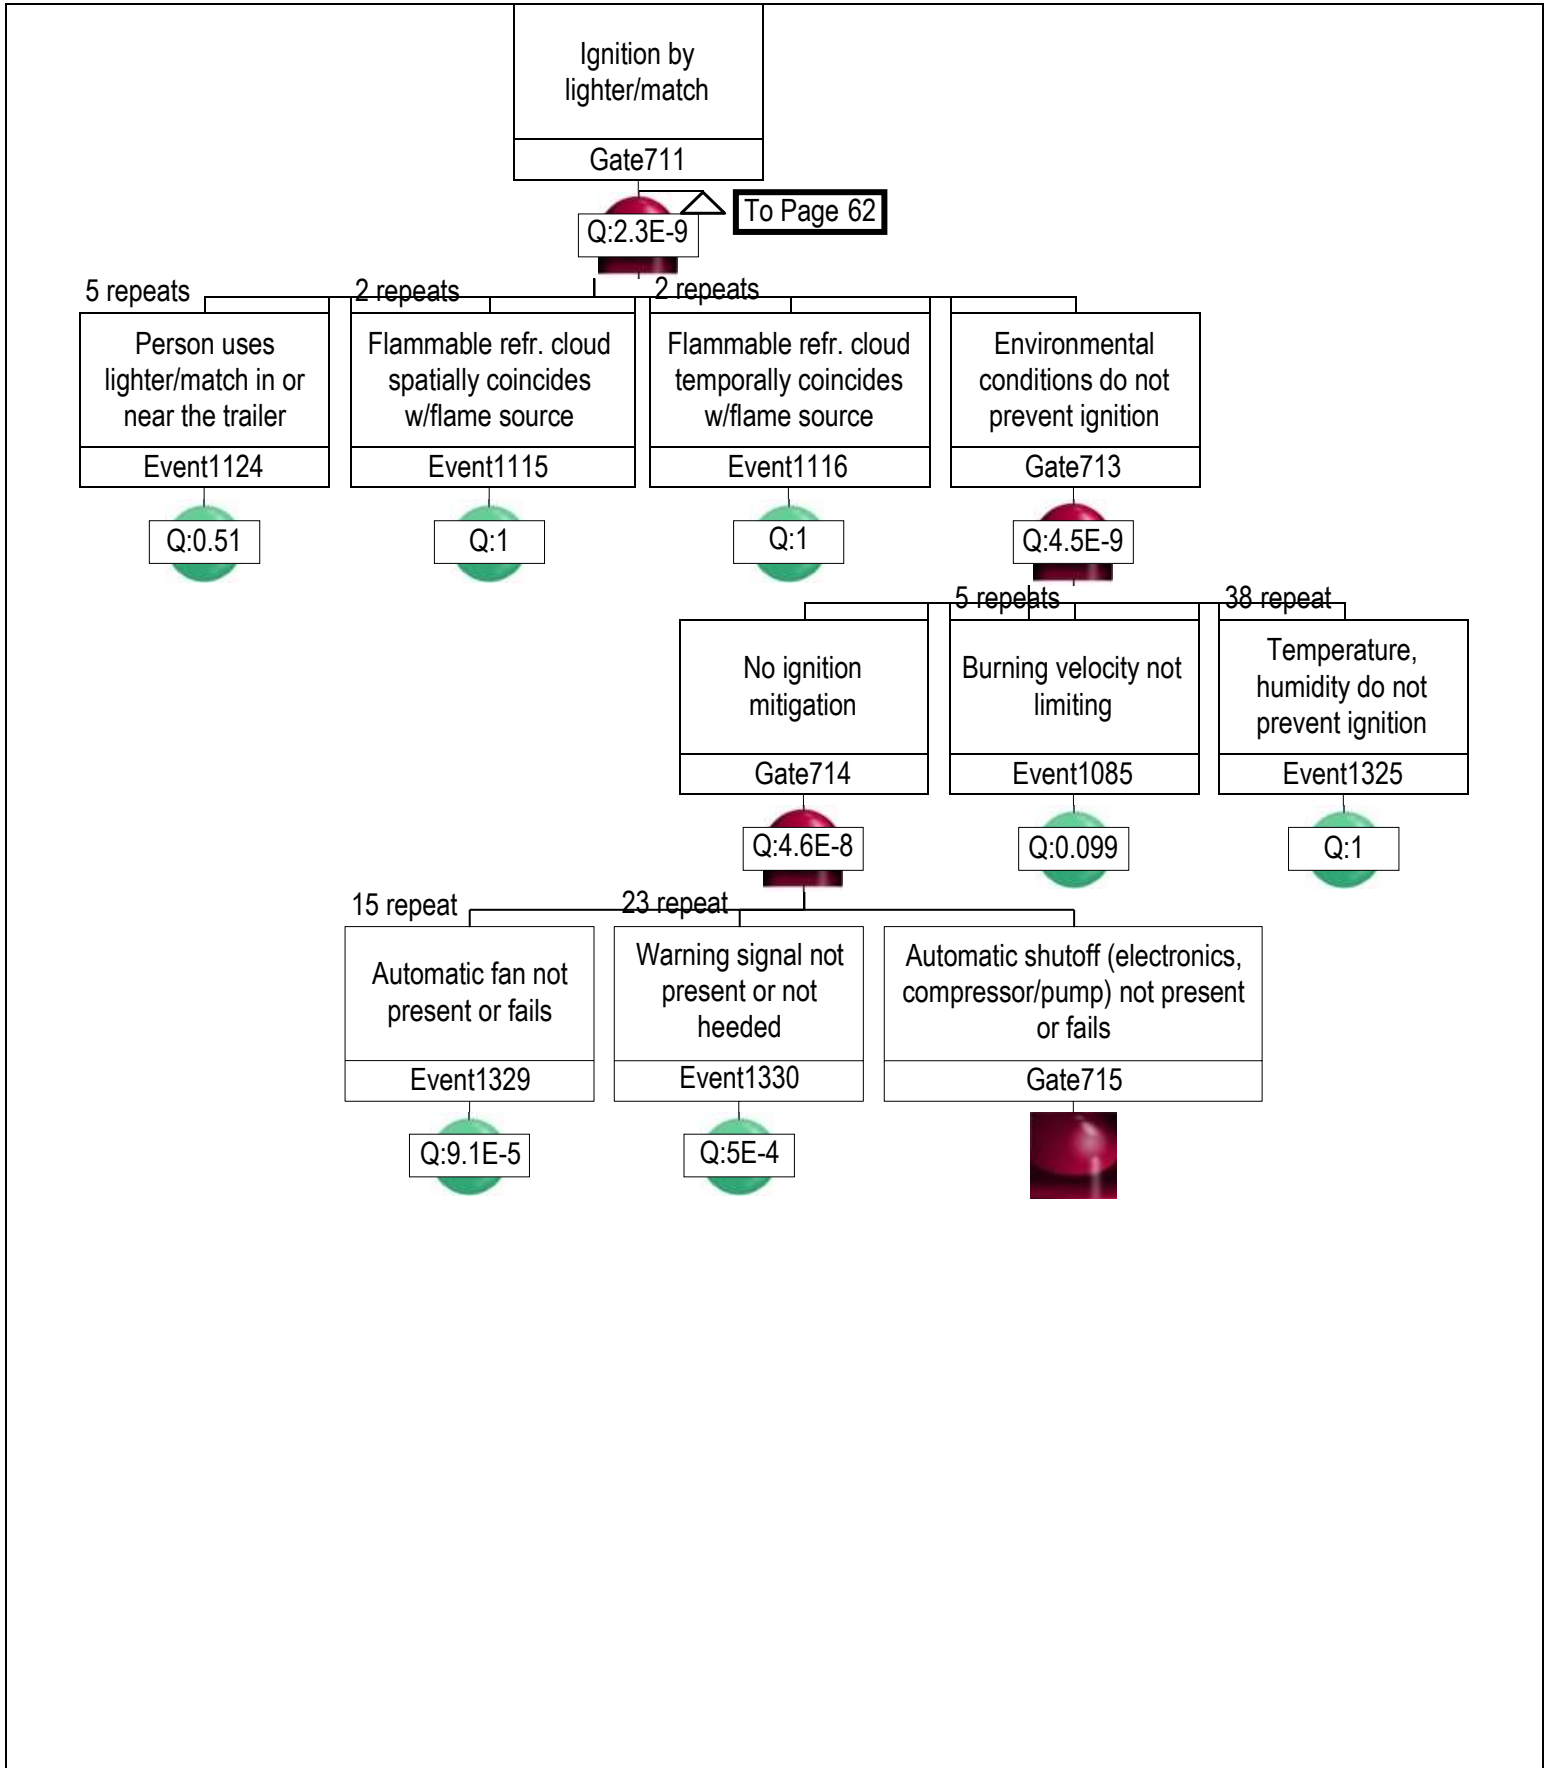 Ignition by
lighter/match
Gate711
To Page 62
Q:2.3E-9
5 repeats
2 repeats
2 repeats
Person uses
lighter/match in or
near the trailer
Event1124
Q:0.51
Flammable refr. cloud
spatially coincides
w/flame source
Event1115
Q:1
Flammable refr. cloud
temporally coincides
w/flame source
Event1116
Q:1
Environmental
conditions do not
prevent ignition
Gate713
Q:4.5E-9
5 repeats
38 repeat
No ignition
mitigation
Gate714
Q:4.6E-8
Burning velocity not
limiting
Event1085
Q:0.099
Temperature,
humidity do not
prevent ignition
Event1325
Q:1
15 repeat
23 repeat
Automatic fan not
present or fails
Event1329
Q:9.1E-5
Warning signal not
present or not
heeded
Event1330
Q:5E-4
Automatic shutoff (electronics,
compressor/pump) not present
or fails
Gate715